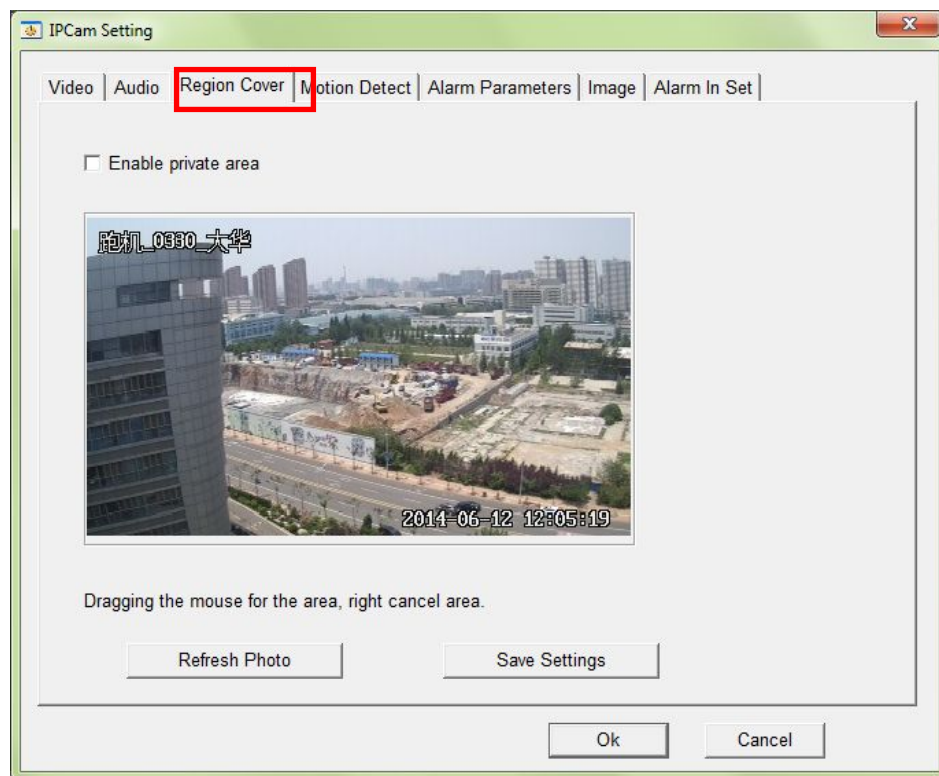 IPCam Setting
Video Audio Region Cover Motion Detect Alarm Parameters Image Alarm In Set
Enable private area
跑机_0330_大华
2014-06-12 12:05:19
Dragging the mouse for the area, right cancel area.
Refresh Photo Save Settings
Ok Cancel